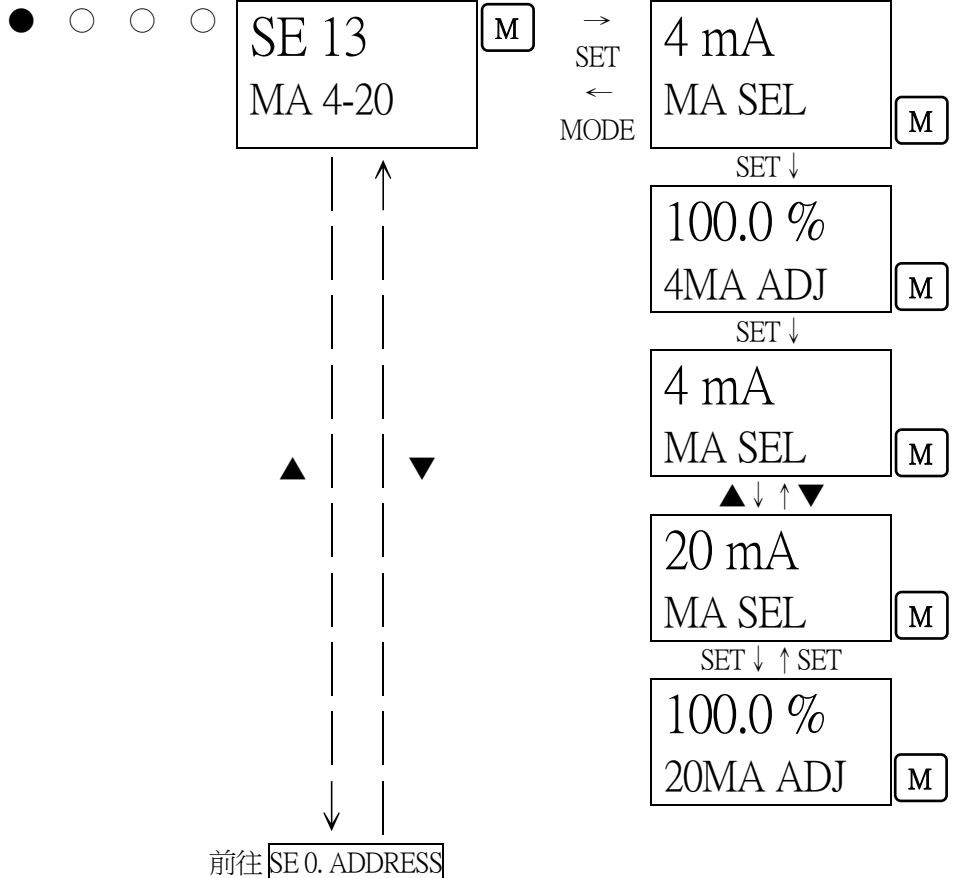 ● ○ ○ ○
SE 13
MA 4-20
M
→
SET
←
MODE
4 mA
MA SEL
M
SET ↓
100.0 %
4MA ADJ
M
SET ↓
4 mA
MA SEL
M
▲ ↓ ↑ ▼
20 mA
MA SEL
M
SET ↓ ↑ SET
100.0 %
20MA ADJ
M
▲ ▼
前往 SE 0. ADDRESS